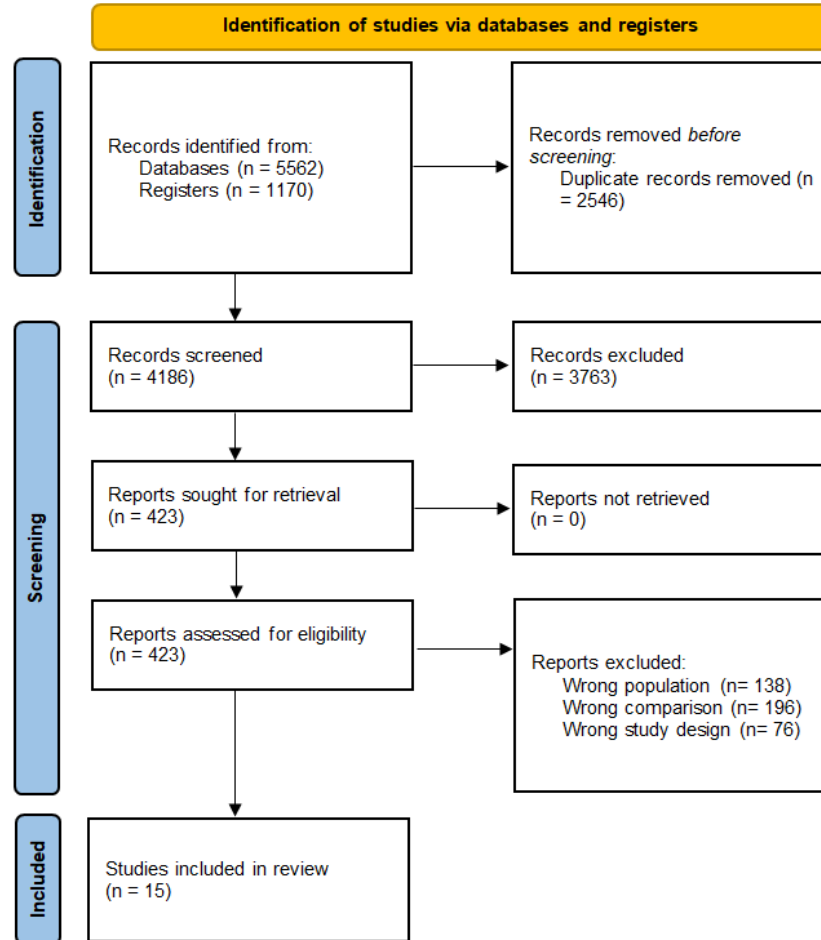 Identification of studies via databases and registers
Identification
Records identified from:
Databases (n = 5562)
Registers (n = 1170)
Records removed before
screening:
Duplicate records removed (n
= 2546)
Screening
Records screened
(n = 4186)
Records excluded
(n = 3763)
Reports sought for retrieval
(n = 423)
Reports not retrieved
(n = 0)
Reports assessed for eligibility
(n = 423)
Reports excluded:
Wrong population (n= 138)
Wrong comparison (n= 196)
Wrong study design (n= 76)
Included
Studies included in review
(n = 15)